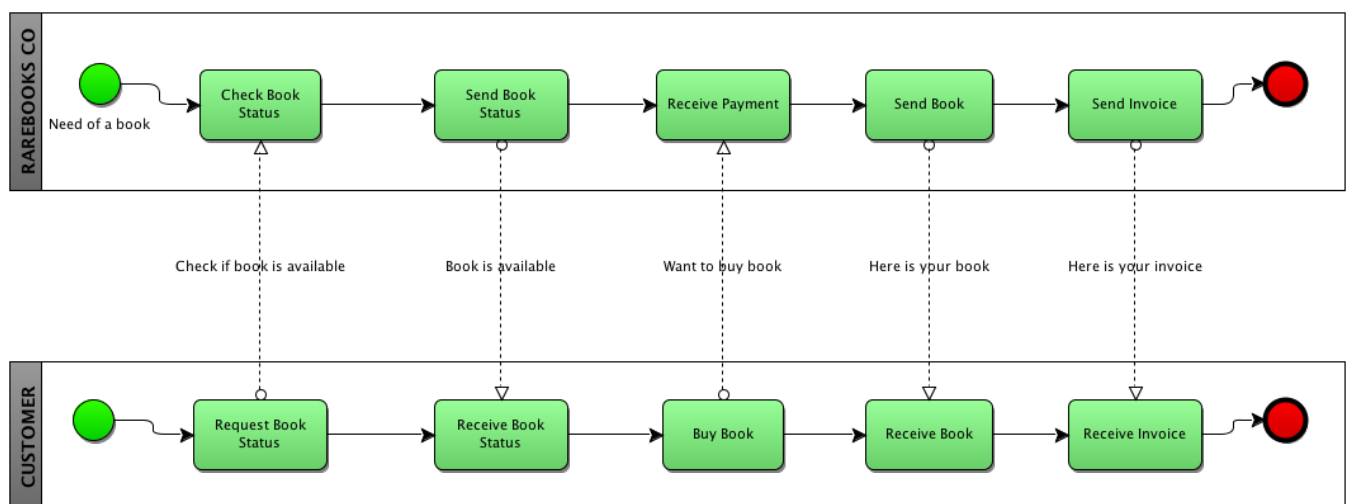 RAREBOOKS CO
Need of a book
Check Book
Status
Send Book
Status
Receive Payment
Send Book
Send Invoice
Check if book is available
Book is available
Want to buy book
Here is your book
Here is your invoice
CUSTOMER
Request Book
Status
Receive Book
Status
Buy Book
Receive Book
Receive Invoice